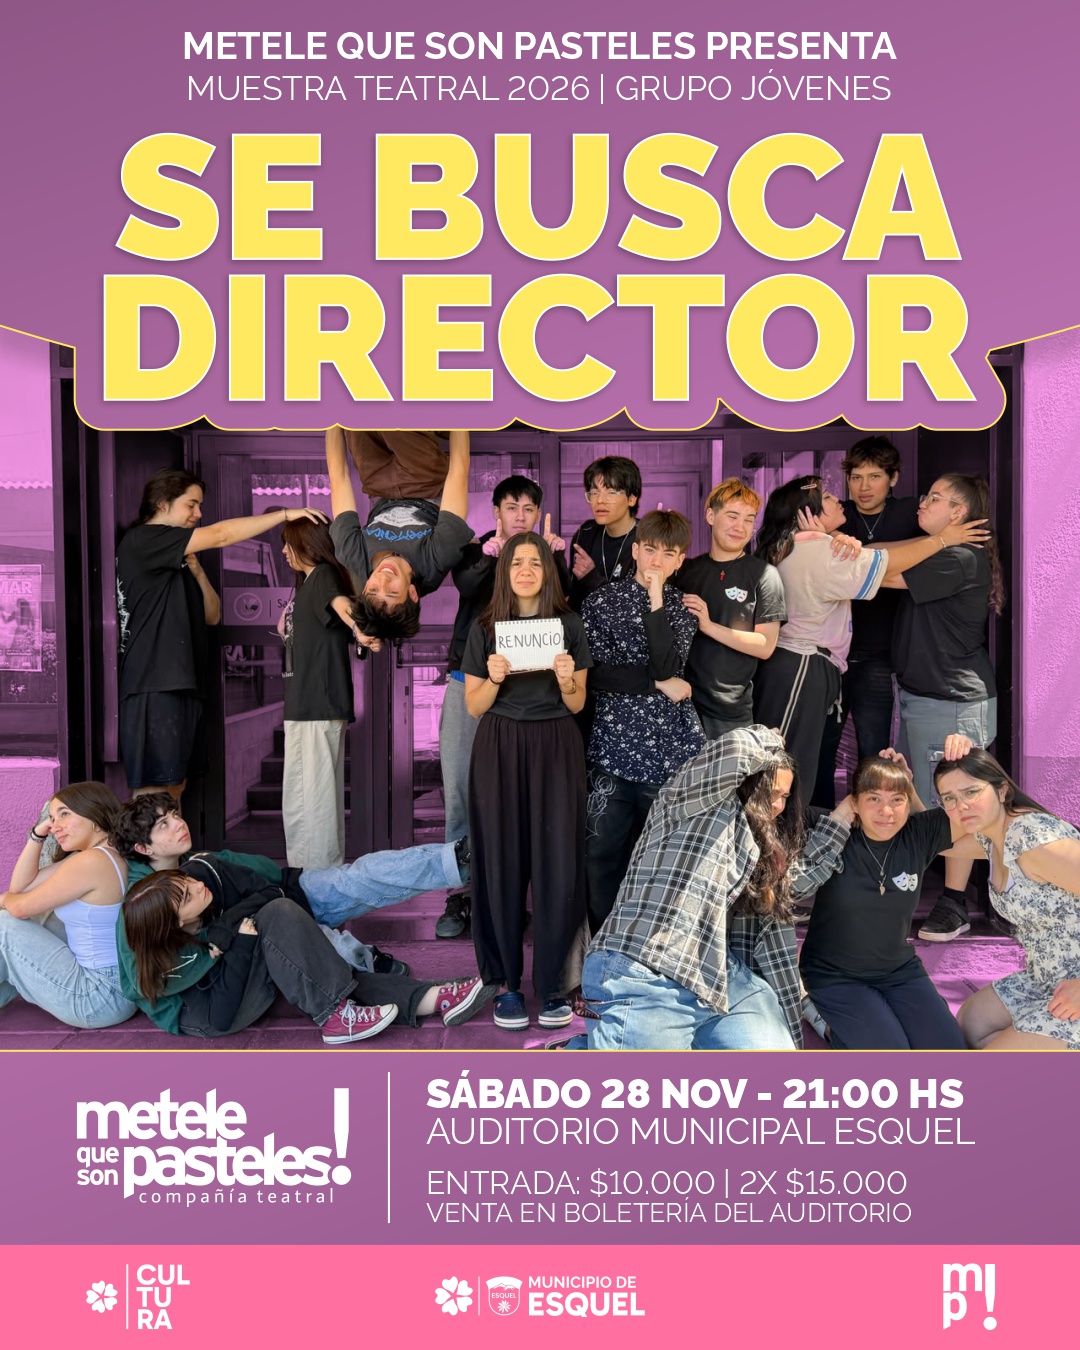 METELE QUE SON PASTELES PRESENTA
MUESTRA TEATRAL 2026 | GRUPO JÓVENES
SE BUSCA
DIRECTOR
RENUNCIO
metele
que
son
pasteles!
compañía teatral
SÁBADO 28 NOV - 21:00 HS
AUDITORIO MUNICIPAL ESQUEL
ENTRADA: $10.000 | 2X $15.000
VENTA EN BOLETERÍA DEL AUDITORIO
CUL
TU
RA
ESQUEL
MUNICIPIO DE
ESQUEL
m!
p